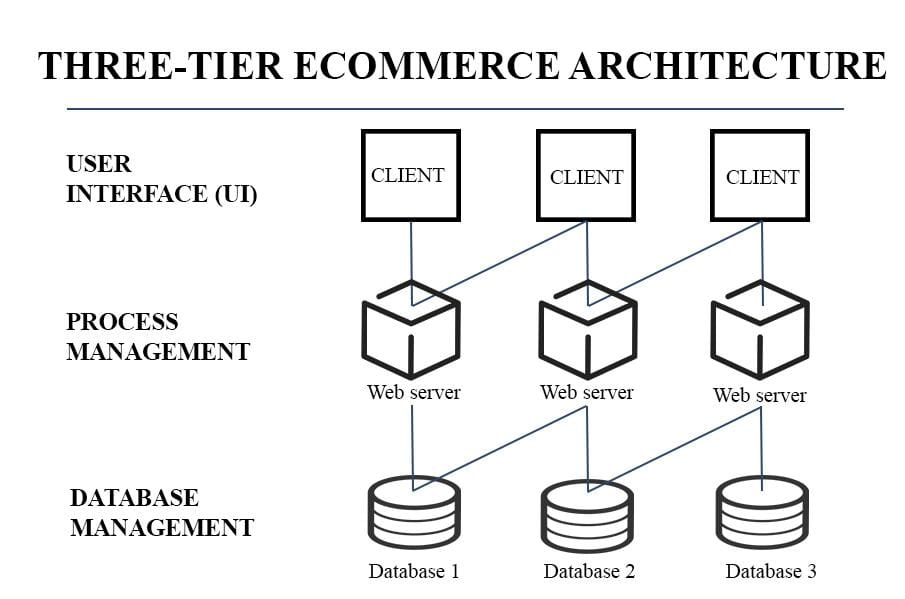 THREE-TIER ECOMMERCE ARCHITECTURE
USER
INTERFACE (UI)
CLIENT
CLIENT
CLIENT
PROCESS
MANAGEMENT
Web server
Web server
Web server
DATABASE
MANAGEMENT
Database 1
Database 2
Database 3